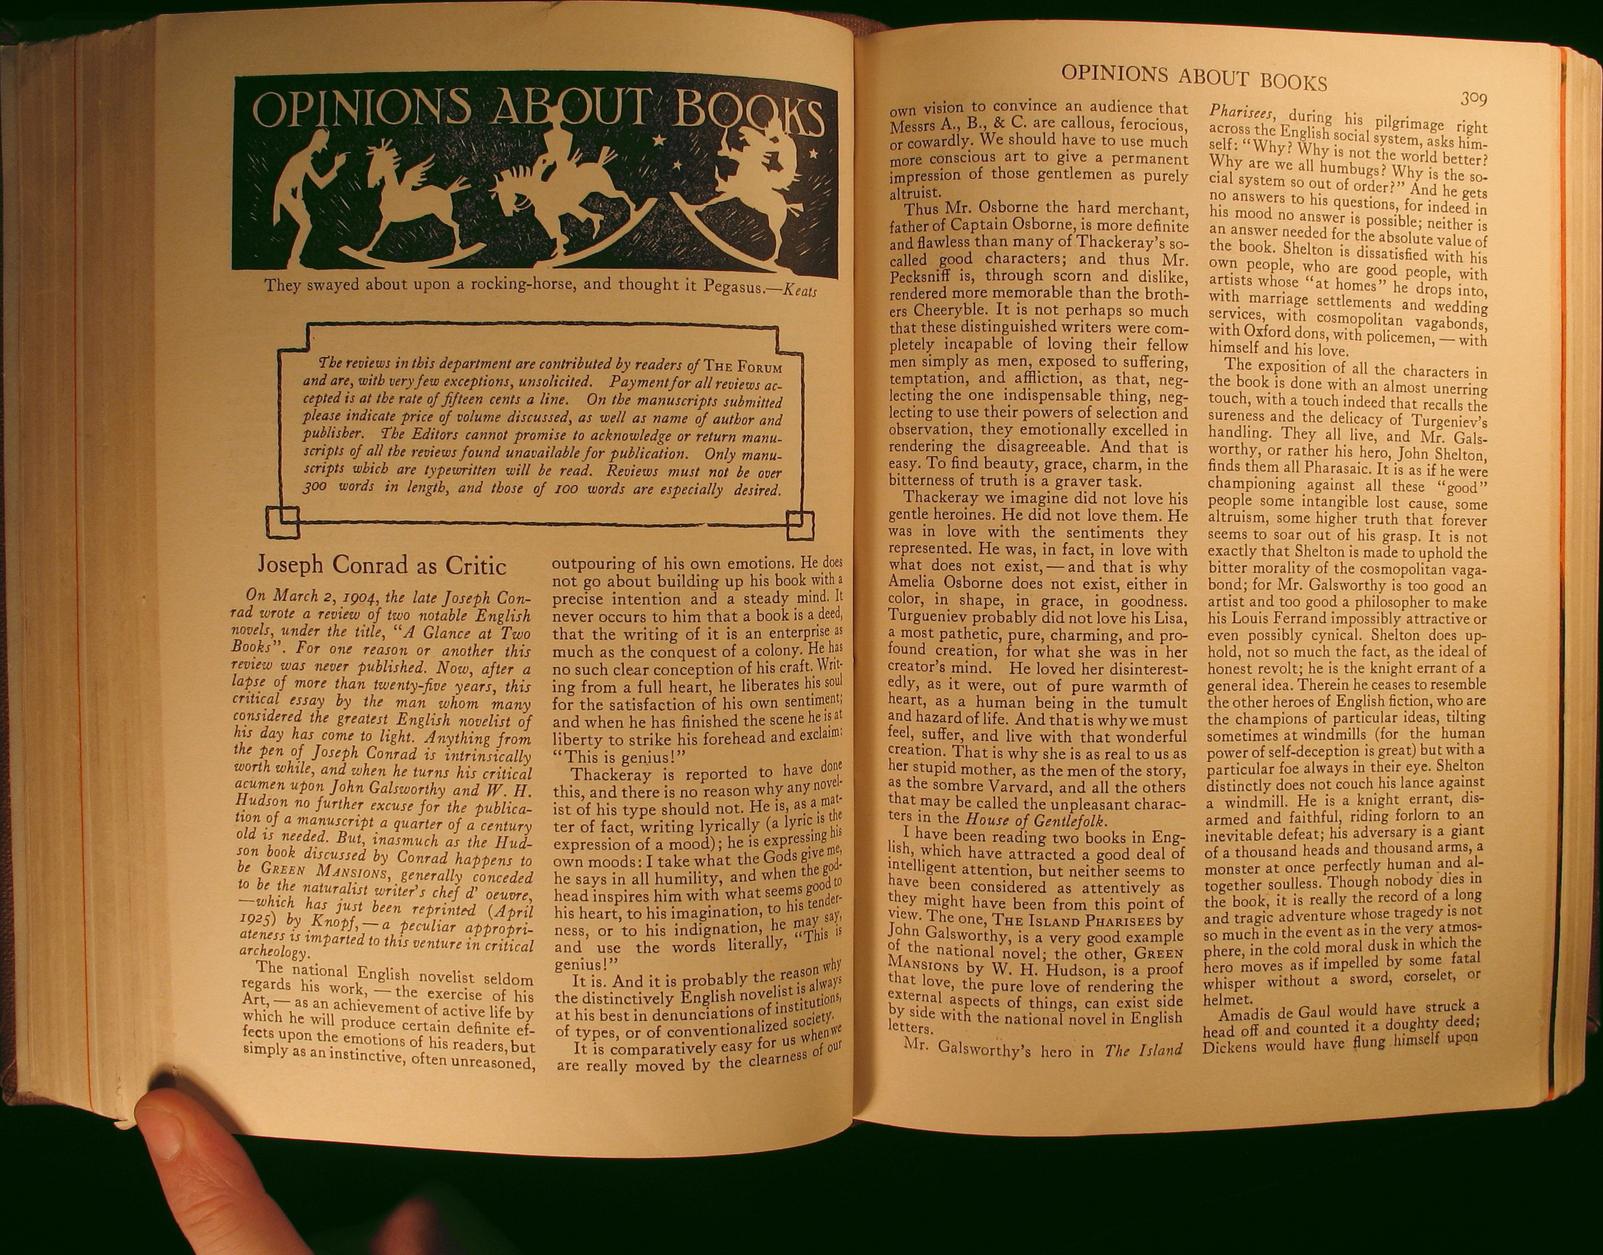 OPINIONS ABOUT BOOKS
They swayed about upon a rocking-horse, and thought it Pegasus.—Keats
The reviews in this department are contributed by readers of THE FORUM
and are, with very few exceptions, unsolicited. Payment for all reviews ac-
cepted is at the rate of fifteen cents a line. On the manuscripts submitted
please indicate price of volume discussed, as well as name of author and
publisher. The Editors cannot promise to acknowledge or return manu-
scripts of all the reviews found unavailable for publication. Only manu-
scripts which are typewritten will be read. Reviews must not be over
300 words in length, and those of 100 words are especially desired.
Joseph Conrad as Critic
On March 2, 1904, the late Joseph Con-
rad wrote a review of two notable English
novels, under the title, "A Glance at Two
Books". For one reason or another this
review was never published. Now, after a
lapse of more than twenty-five years, this
critical essay by the man whom many
considered the greatest English novelist of
his day has come to light. Anything from
the pen of Joseph Conrad is intrinsically
worth while, and when he turns his critical
acumen upon John Galsworthy and W. H.
Hudson no further excuse for the publica-
tion of a manuscript a quarter of a century
old is needed. But, inasmuch as the Hud-
son book discussed by Conrad happens to
be GREEN MANSIONS, generally conceded
to be the naturalist writer's chef d' oeuvre,
—which has just been reprinted (April
1925) by Knopf,—a peculiar appropri-
ateness is imparted to this venture in critical
archeology.
The national English novelist seldom
regards his work,—the exercise of his
Art,—as an achievement of active life by
which he will produce certain definite ef-
fects upon the emotions of his readers, but
simply as an instinctive, often unreasoned,
outpouring of his own emotions. He does
not go about building up his book with a
precise intention and a steady mind. It
never occurs to him that a book is a deed,
that the writing of it is an enterprise as
much as the conquest of a colony. He has
no such clear conception of his craft. Writ-
ing from a full heart, he liberates his soul
for the satisfaction of his own sentiment;
and when he has finished the scene he is at
liberty to strike his forehead and exclaim:
"This is genius!"
Thackeray is reported to have done
this, and there is no reason why any novel-
ist of his type should not. He is, as a mat-
ter of fact, writing lyrically (a lyric is the
expression of a mood); he is expressing his
own moods: I take what the Gods give me,
he says in all humility, and when the god-
head inspires him with what seems good to
his heart, to his imagination, to his tender-
ness, or to his indignation, he may say,
and use the words literally, "This is
genius!"
It is. And it is probably the reason why
the distinctively English novelist is always
at his best in denunciations of institutions,
of types, or of conventionalized society.
It is comparatively easy for us when we
are really moved by the clearness of our
OPINIONS ABOUT BOOKS
309
own vision to convince an audience that
Messrs A., B., & C. are callous, ferocious,
or cowardly. We should have to use much
more conscious art to give a permanent
impression of those gentlemen as purely
altruist.
Thus Mr. Osborne the hard merchant,
father of Captain Osborne, is more definite
and flawless than many of Thackeray's so-
called good characters; and thus Mr.
Pecksniff is, through scorn and dislike,
rendered more memorable than the broth-
ers Cheeryble. It is not perhaps so much
that these distinguished writers were com-
pletely incapable of loving their fellow
men simply as men, exposed to suffering,
temptation, and affliction, as that, neg-
lecting the one indispensable thing, neg-
lecting to use their powers of selection and
observation, they emotionally excelled in
rendering the disagreeable. And that is
easy. To find beauty, grace, charm, in the
bitterness of truth is a graver task.
Thackeray we imagine did not love his
gentle heroines. He did not love them. He
was in love with the sentiments they
represented. He was, in fact, in love with
what does not exist,—and that is why
Amelia Osborne does not exist, either in
color, in shape, in grace, in goodness.
Turgueniev probably did not love his Lisa,
a most pathetic, pure, charming, and pro-
found creation, for what she was in her
creator's mind. He loved her disinterest-
edly, as it were, out of pure warmth of
heart, as a human being in the tumult
and hazard of life. And that is why we must
feel, suffer, and live with that wonderful
creation. That is why she is as real to us as
her stupid mother, as the men of the story,
as the sombre Varvard, and all the others
that may be called the unpleasant charac-
ters in the House of Gentlefolk.
I have been reading two books in Eng-
lish, which have attracted a good deal of
intelligent attention, but neither seems to
have been considered as attentively as
they might have been from this point of
view. The one, THE ISLAND PHARISEES by
John Galsworthy, is a very good example
of the national novel; the other, GREEN
MANSIONS by W. H. Hudson, is a proof
that love, the pure love of rendering the
external aspects of things, can exist side
by side with the national novel in English
letters.
Mr. Galsworthy's hero in The Island
Pharisees, during his pilgrimage right
across the English social system, asks him-
self: "Why? Why is not the world better?
Why are we all humbugs? Why is the so-
cial system so out of order?" And he gets
no answers to his questions, for indeed in
his mood no answer is possible; neither is
an answer needed for the absolute value of
the book. Shelton is dissatisfied with his
own people, who are good people, with
artists whose "at homes" he drops into,
with marriage settlements and wedding
services, with cosmopolitan vagabonds,
with Oxford dons, with policemen,—with
himself and his love.
The exposition of all the characters in
the book is done with an almost unerring
touch, with a touch indeed that recalls the
sureness and the delicacy of Turgeniev's
handling. They all live, and Mr. Gals-
worthy, or rather his hero, John Shelton,
finds them all Pharasaic. It is as if he were
championing against all these "good"
people some intangible lost cause, some
altruism, some higher truth that forever
seems to soar out of his grasp. It is not
exactly that Shelton is made to uphold the
bitter morality of the cosmopolitan vaga-
bond; for Mr. Galsworthy is too good an
artist and too good a philosopher to make
his Louis Ferrand impossibly attractive or
even possibly cynical. Shelton does up-
hold, not so much the fact, as the ideal of
honest revolt; he is the knight errant of a
general idea. Therein he ceases to resemble
the other heroes of English fiction, who are
the champions of particular ideas, tilting
sometimes at windmills (for the human
power of self-deception is great) but with a
particular foe always in their eye. Shelton
distinctly does not couch his lance against
a windmill. He is a knight errant, dis-
armed and faithful, riding forlorn to an
inevitable defeat; his adversary is a giant
of a thousand heads and thousand arms, a
monster at once perfectly human and al-
together soulless. Though nobody dies in
the book, it is really the record of a long
and tragic adventure whose tragedy is not
so much in the event as in the very atmos-
phere, in the cold moral dusk in which the
hero moves as if impelled by some fatal
whisper without a sword, corselet, or
helmet.
Amadis de Gaul would have struck a
head off and counted it a doughty deed;
Dickens would have flung himself upon